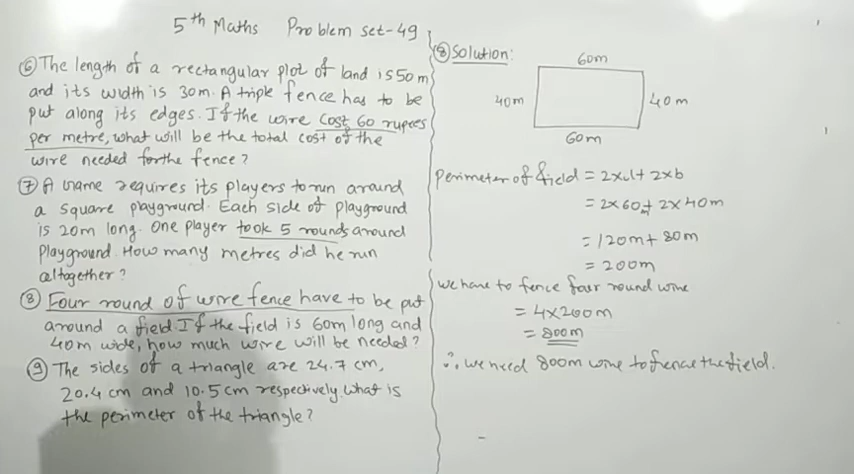 5th Maths Problem set-49
⑥ The length of a rectangular plot of land is 50 m
and its width is 30m. A triple fence has to be
put along its edges. If the wire cost 60 rupees
per metre, what will be the total cost of the
wire needed for the fence?
⑦ A game requires its players to run around
a square playground. Each side of playground
is 20m long. One player took 5 rounds around
playground. How many metres did he run
altogether?
⑧ Four round of wire fence have to be put
around a field. If the field is 60m long and
40m wide, how much wire will be needed?
⑨ The sides of a triangle are 24.7 cm,
20.4 cm and 10.5 cm respectively. What is
the perimeter of the triangle?
⑧ Solution:
60m
40m
40m
60m
Perimeter of field = 2×l + 2×b
= 2×60 + 2×40m
= 120m + 80m
= 200m
we have to fence four round wire
= 4×200m
= 800m
∴ we need 800m wire to fence the field.